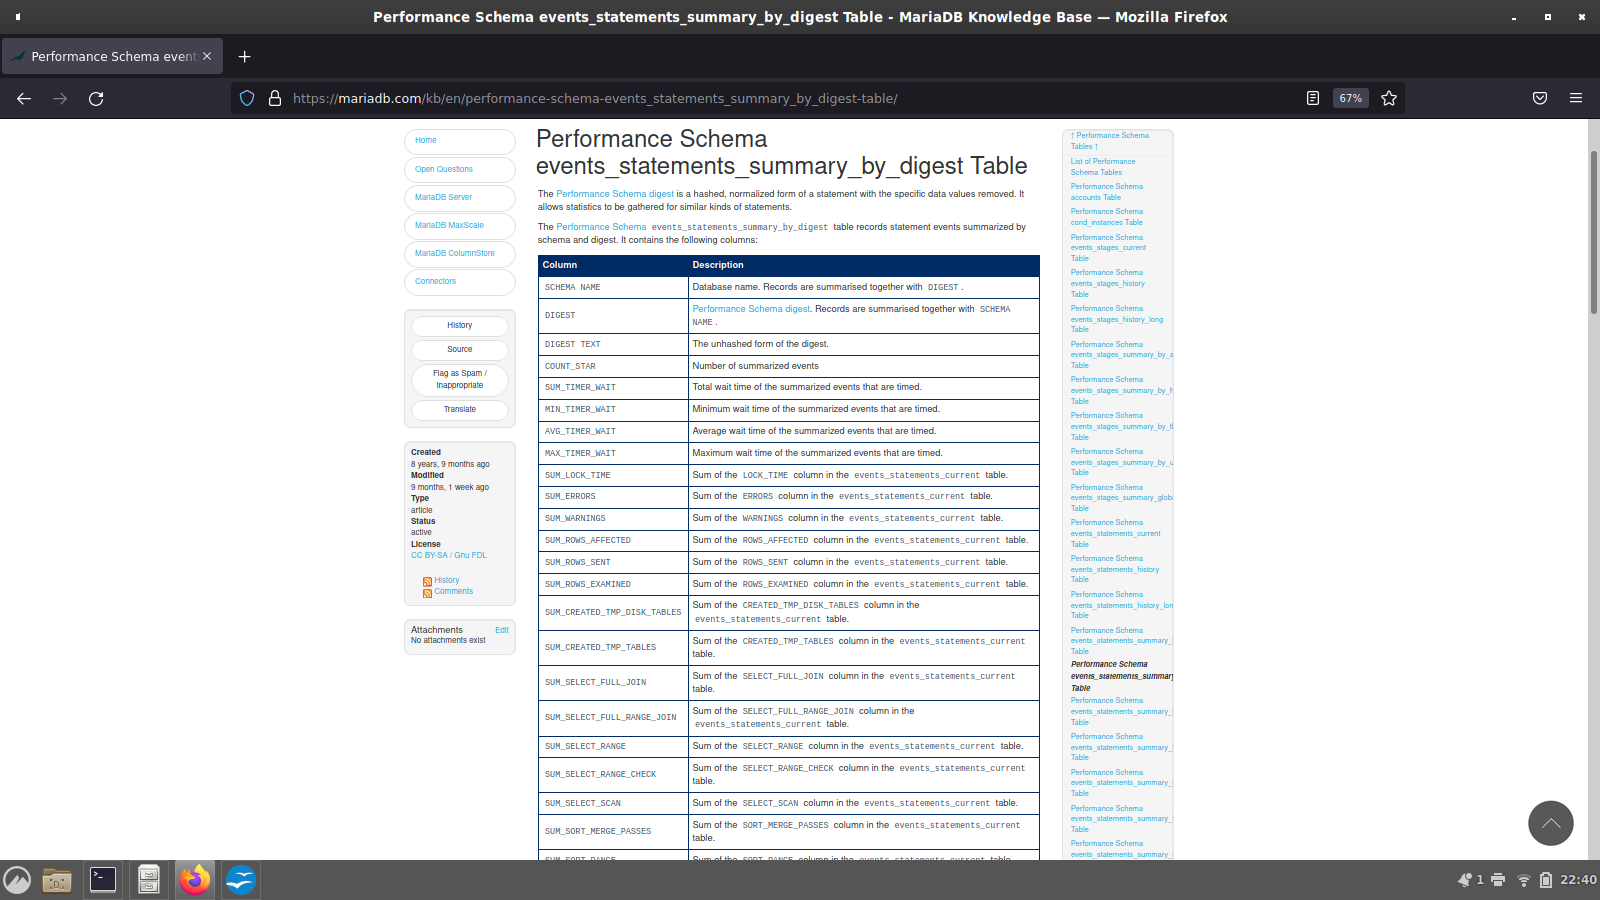 Performance Schema events_statements_summary_by_digest Table - MariaDB Knowledge Base — Mozilla Firefox
Performance Schema event
https://mariadb.com/kb/en/performance-schema-events_statements_summary_by_digest-table/
67%
Home
Open Questions
MariaDB Server
MariaDB MaxScale
MariaDB ColumnStore
Connectors
History
Source
Flag as Spam /
Inappropriate
Translate
Created
8 years, 9 months ago
Modified
9 months, 1 week ago
Type
article
Status
active
License
CC BY-SA / Gnu FDL
History
Comments
Attachments Edit
No attachments exist
Performance Schema
events_statements_summary_by_digest Table
The Performance Schema digest is a hashed, normalized form of a statement with the specific data values removed. It
allows statistics to be gathered for similar kinds of statements.
The Performance Schema events_statements_summary_by_digest table records statement events summarized by
schema and digest. It contains the following columns:
Column Description
SCHEMA NAME Database name. Records are summarised together with DIGEST .
DIGEST Performance Schema digest. Records are summarised together with SCHEMA
NAME .
DIGEST TEXT The unhashed form of the digest.
COUNT_STAR Number of summarized events
SUM_TIMER_WAIT Total wait time of the summarized events that are timed.
MIN_TIMER_WAIT Minimum wait time of the summarized events that are timed.
AVG_TIMER_WAIT Average wait time of the summarized events that are timed.
MAX_TIMER_WAIT Maximum wait time of the summarized events that are timed.
SUM_LOCK_TIME Sum of the LOCK_TIME column in the events_statements_current table.
SUM_ERRORS Sum of the ERRORS column in the events_statements_current table.
SUM_WARNINGS Sum of the WARNINGS column in the events_statements_current table.
SUM_ROWS_AFFECTED Sum of the ROWS_AFFECTED column in the events_statements_current table.
SUM_ROWS_SENT Sum of the ROWS_SENT column in the events_statements_current table.
SUM_ROWS_EXAMINED Sum of the ROWS_EXAMINED column in the events_statements_current table.
SUM_CREATED_TMP_DISK_TABLES Sum of the CREATED_TMP_DISK_TABLES column in the
events_statements_current table.
SUM_CREATED_TMP_TABLES Sum of the CREATED_TMP_TABLES column in the events_statements_current
table.
SUM_SELECT_FULL_JOIN Sum of the SELECT_FULL_JOIN column in the events_statements_current
table.
SUM_SELECT_FULL_RANGE_JOIN Sum of the SELECT_FULL_RANGE_JOIN column in the
events_statements_current table.
SUM_SELECT_RANGE Sum of the SELECT_RANGE column in the events_statements_current table.
SUM_SELECT_RANGE_CHECK Sum of the SELECT_RANGE_CHECK column in the events_statements_current
table.
SUM_SELECT_SCAN Sum of the SELECT_SCAN column in the events_statements_current table.
SUM_SORT_MERGE_PASSES Sum of the SORT_MERGE_PASSES column in the events_statements_current
table.
SUM_SORT_RANGE Sum of the SORT_RANGE column in the events_statements_current table.
↑ Performance Schema
Tables ↑
List of Performance
Schema Tables
Performance Schema
accounts Table
Performance Schema
cond_instances Table
Performance Schema
events_stages_current
Table
Performance Schema
events_stages_history
Table
Performance Schema
events_stages_history_long
Table
Performance Schema
events_stages_summary_by_a
Table
Performance Schema
events_stages_summary_by_h
Table
Performance Schema
events_stages_summary_by_t
Table
Performance Schema
events_stages_summary_by_u
Table
Performance Schema
events_stages_summary_globa
Table
Performance Schema
events_statements_current
Table
Performance Schema
events_statements_history
Table
Performance Schema
events_statements_history_lon
Table
Performance Schema
events_statements_summary_
Table
Performance Schema
events_statements_summary
Table
Performance Schema
events_statements_summary_
Table
Performance Schema
events_statements_summary_
Table
Performance Schema
events_statements_summary_
Table
Performance Schema
events_statements_summary_
Table
Performance Schema
events_statements_summary_
1
22:40